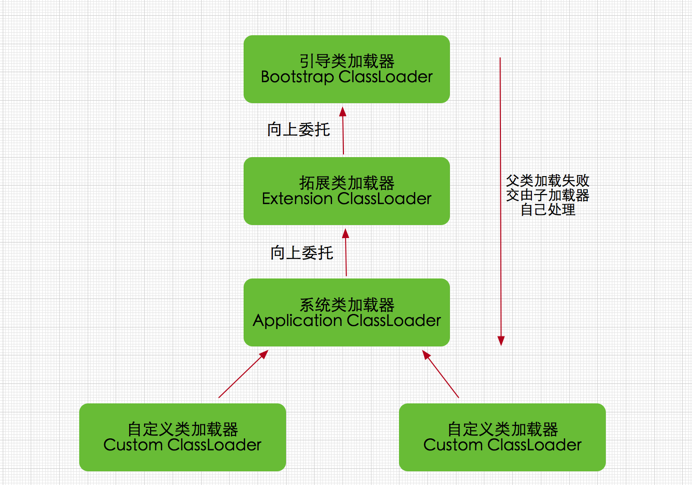 引导类加载器
Bootstrap ClassLoader
向上委托
拓展类加载器
Extension ClassLoader
父类加载失败
交由子加载器
自己处理
向上委托
系统类加载器
Application ClassLoader
自定义类加载器
Custom ClassLoader
自定义类加载器
Custom ClassLoader